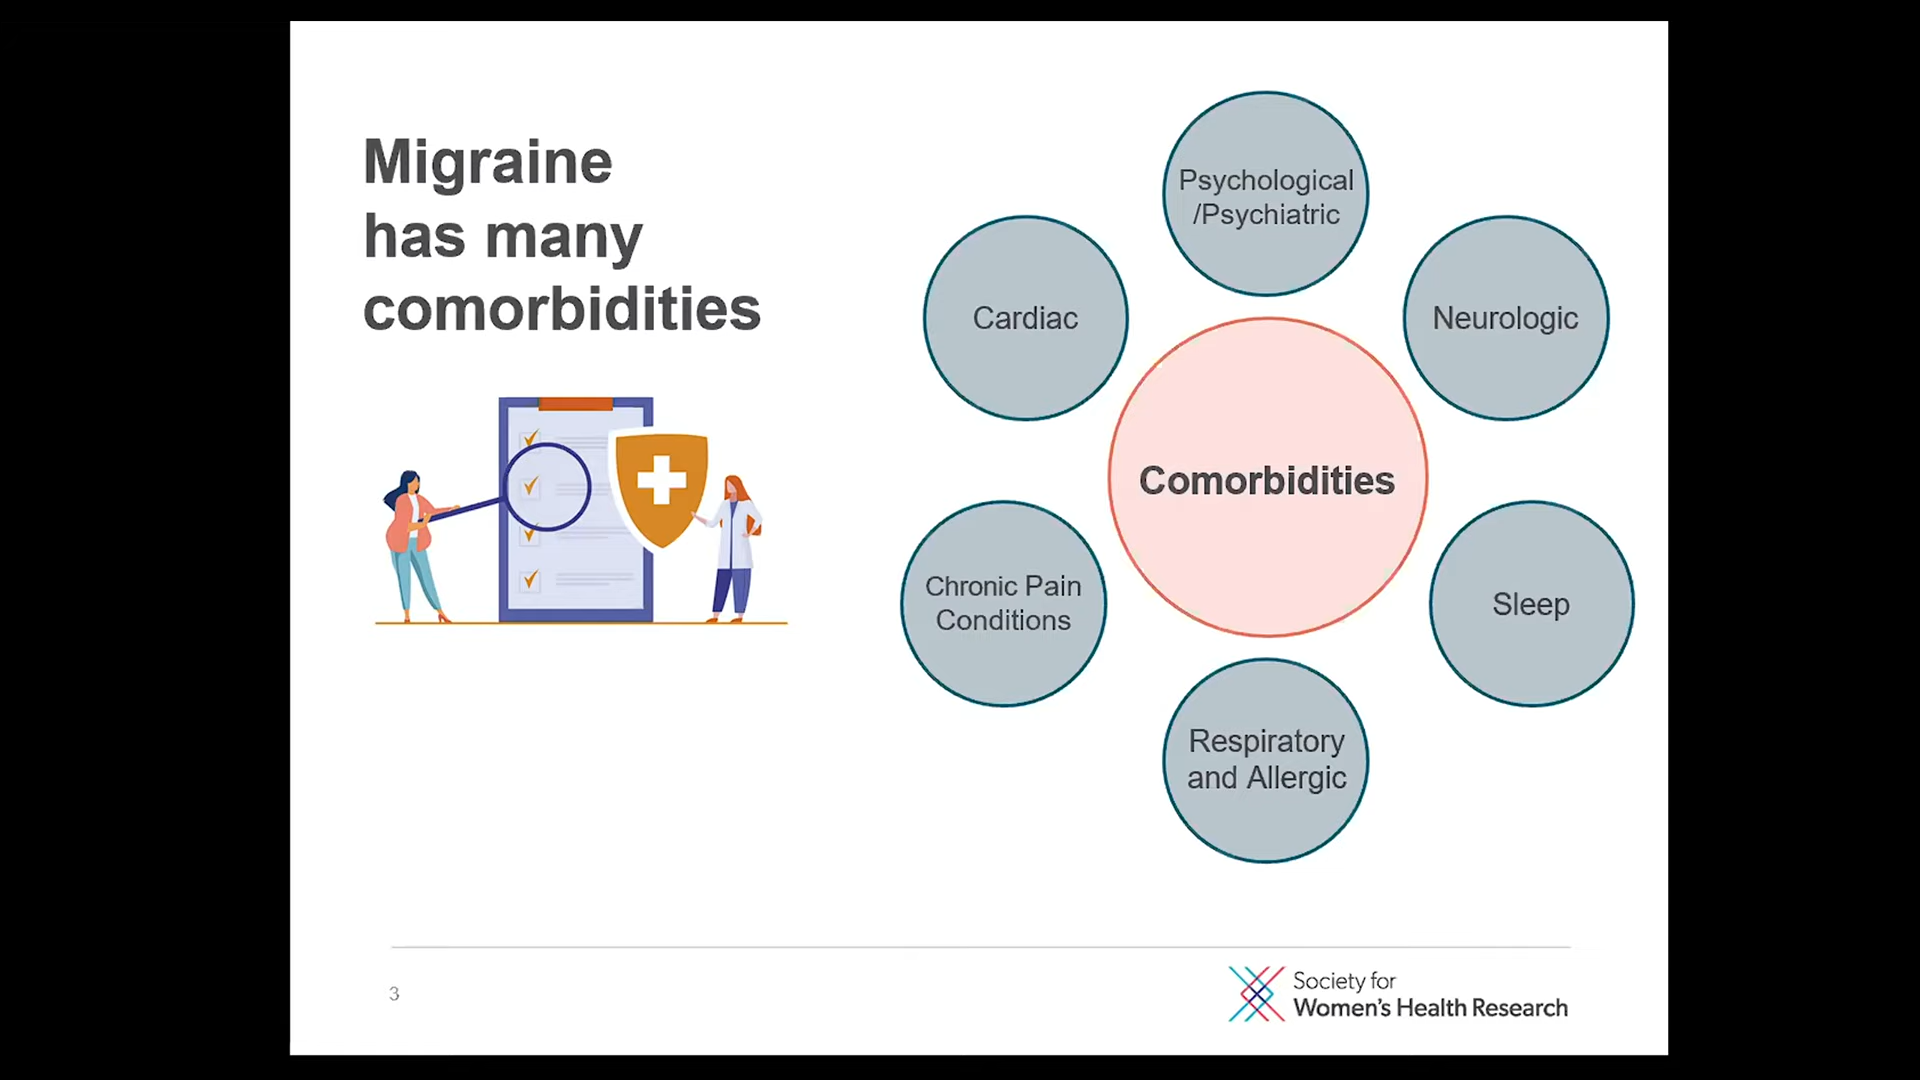 Migraine
has many
comorbidities
Psychological
/Psychiatric
Cardiac
Neurologic
Comorbidities
Chronic Pain
Conditions
Sleep
Respiratory
and Allergic
3
Society for
Women's Health Research